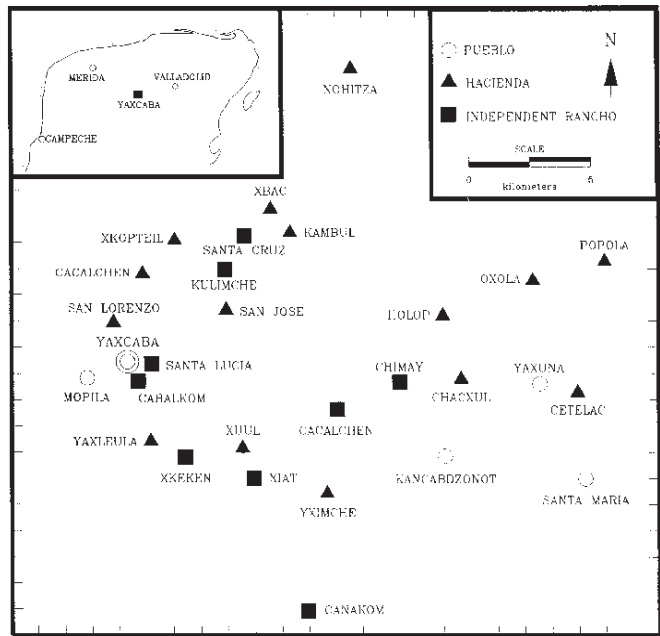 MERIDA
VALLADOLID
YAXCABA
CAMPECHE
N
PUEBLO
HACIENDA
INDEPENDENT RANCHO
SCALE
0 5
kilometers
NOHITZA
XBAC
KAMBUL
XKOPTEIL
SANTA CRUZ
POPOLA
CACALCHEN
KULIMCHE
OXOLA
SAN LORENZO
SAN JOSE
HOLOP
YAXCABA
SANTA LUCIA
CHIMAY
YAXUNA
MOPILA
CAHALKOM
CHACXUL
CETELAC
CACALCHEN
YAXLEULA
XUUL
XKEKEN
XIAT
KANCABDZONOT
SANTA MARIA
YXIMCHE
CANAKOM